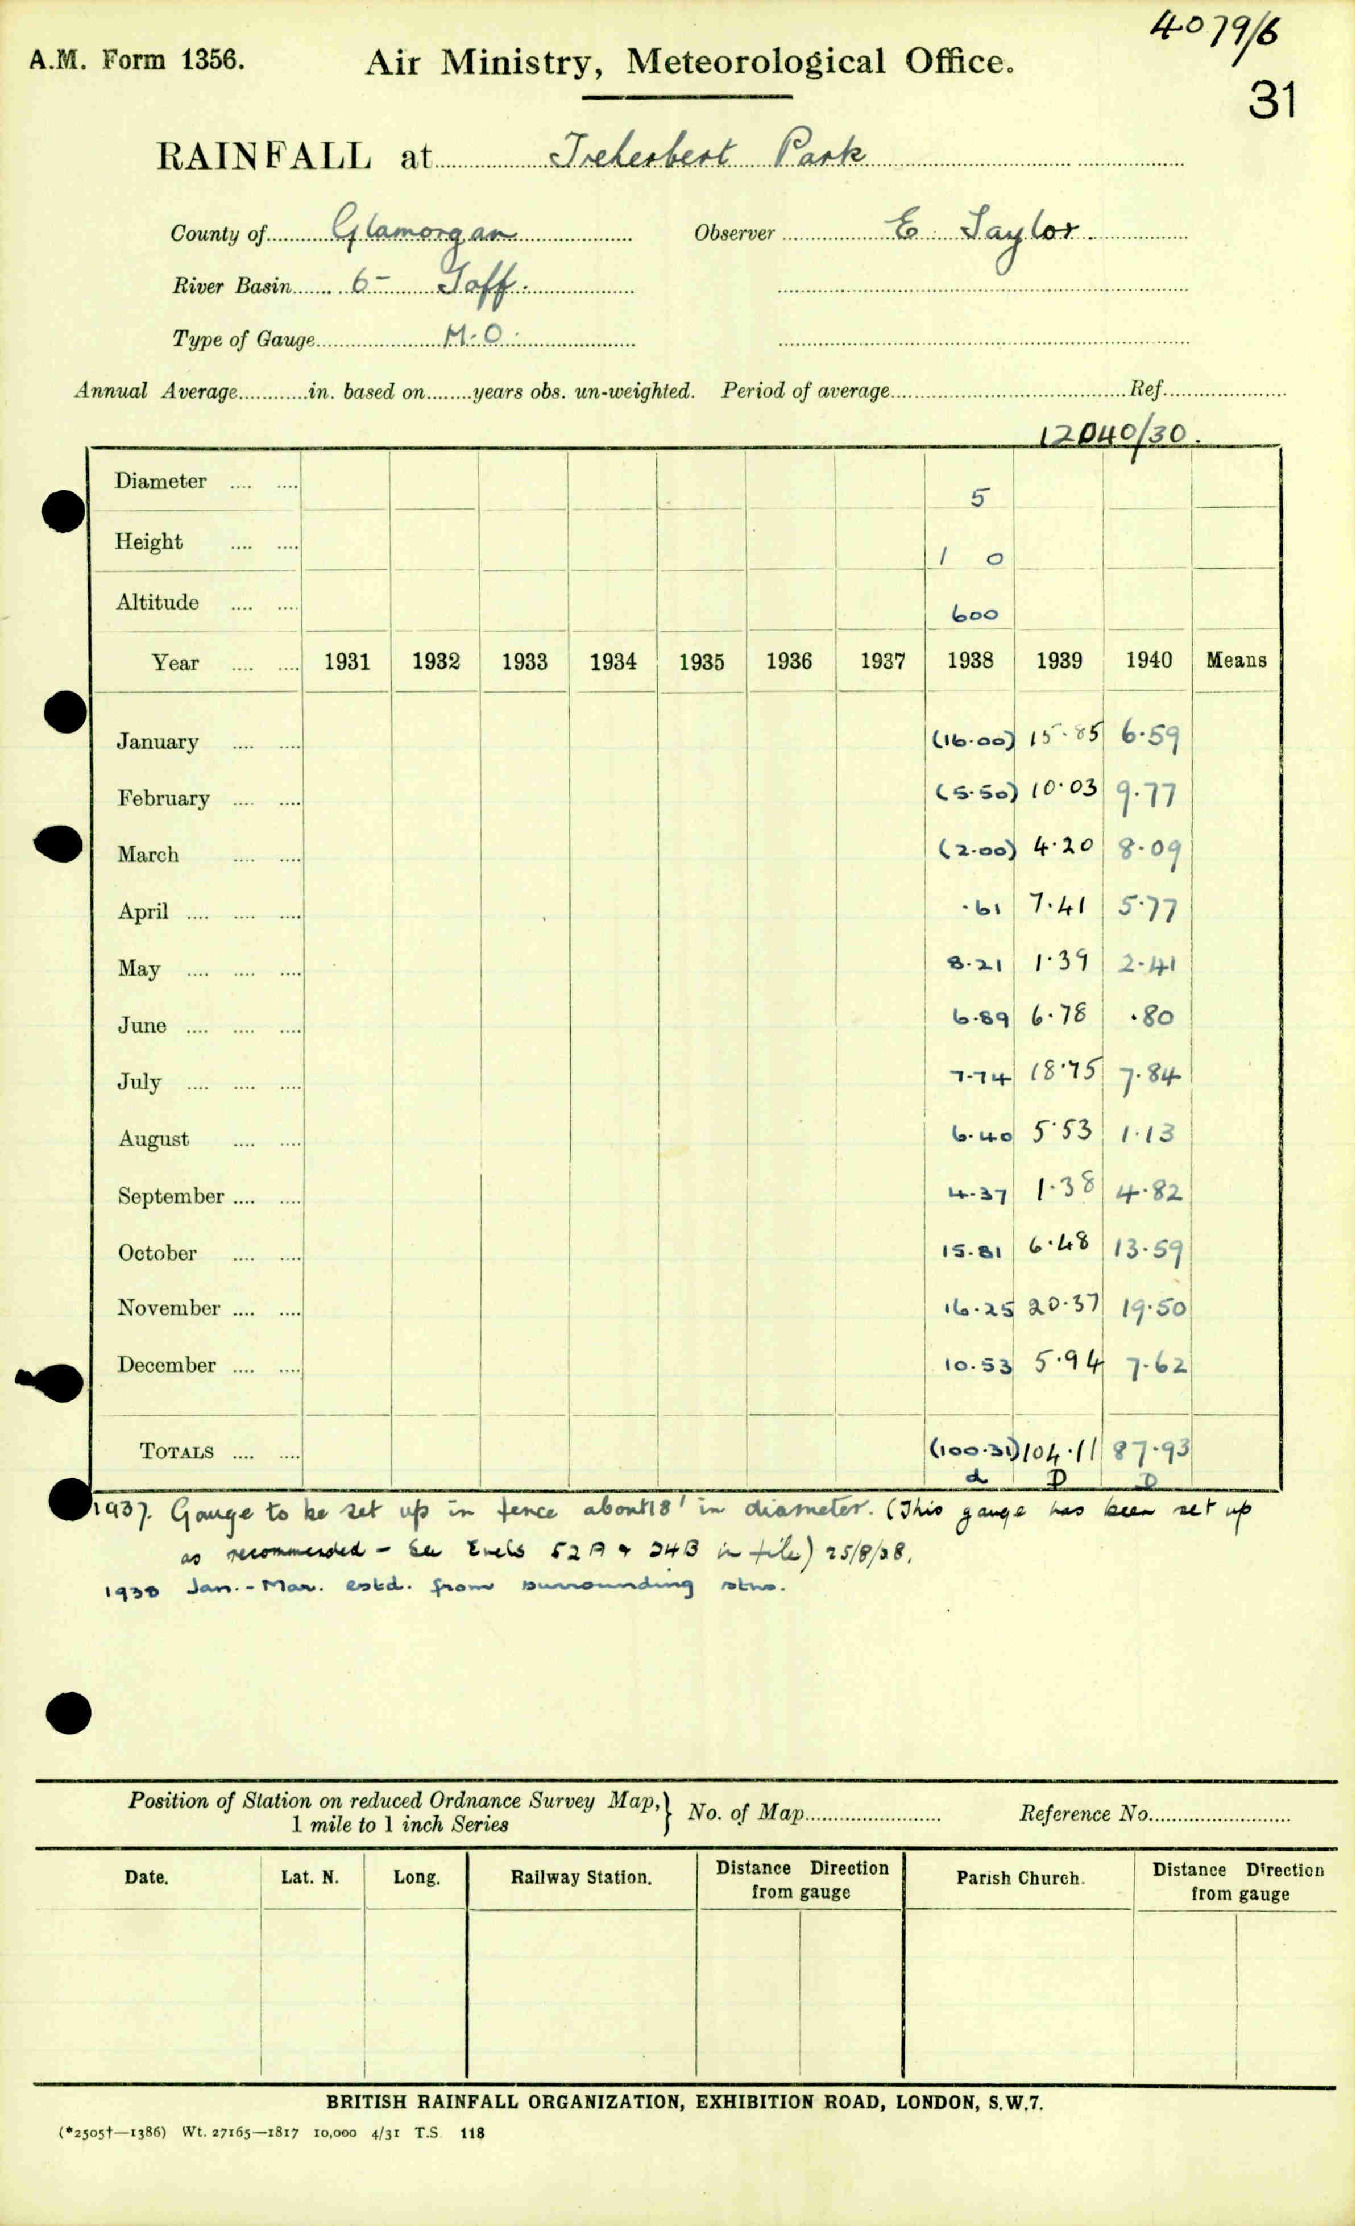 4079/6
A.M. Form 1356. Air Ministry, Meteorological Office.
31
RAINFALL at Treherbert Park
County of Glamorgan Observer E. Taylor.
River Basin 6- Taff.
Type of Gauge M.O.
Annual Average............in. based on........years obs. un-weighted. Period of average........................................Ref......................
12040/30.
Diameter .... .... 5
Height .... .... 1 0
Altitude .... .... 600
Year .... .... 1931 1932 1933 1934 1935 1936 1937 1938 1939 1940 Means
January .... .... (16.00) 15.85 6.59
February .... .... (5.50) 10.03 9.77
March .... .... (2.00) 4.20 8.09
April .... .... .... .61 7.41 5.77
May .... .... .... 8.21 1.39 2.41
June .... .... .... 6.89 6.78 .80
July .... .... .... 7.74 18.75 7.84
August .... .... 6.40 5.53 1.13
September .... .... 4.37 1.38 4.82
October .... .... 15.81 6.48 13.59
November .... .... 16.25 20.37 19.50
December .... .... 10.53 5.94 7.62
TOTALS .... .... (100.31) 104.11 87.93
d D D
1937. Gauge to be set up in fence about 18' in diameter. (This gauge has been set up
as recommended - See Encls 52A & 24B in file) 25/8/38.
1938 Jan.-Mar. estd. from surrounding stns.
Position of Station on reduced Ordnance Survey Map, } No. of Map........................ Reference No.........................
1 mile to 1 inch Series
Date. Lat. N. Long. Railway Station. Distance Direction from gauge Parish Church. Distance Direction from gauge
BRITISH RAINFALL ORGANIZATION, EXHIBITION ROAD, LONDON, S.W.7.
(*2505†—1386) Wt. 27165—1817 10,000 4/31 T.S. 118